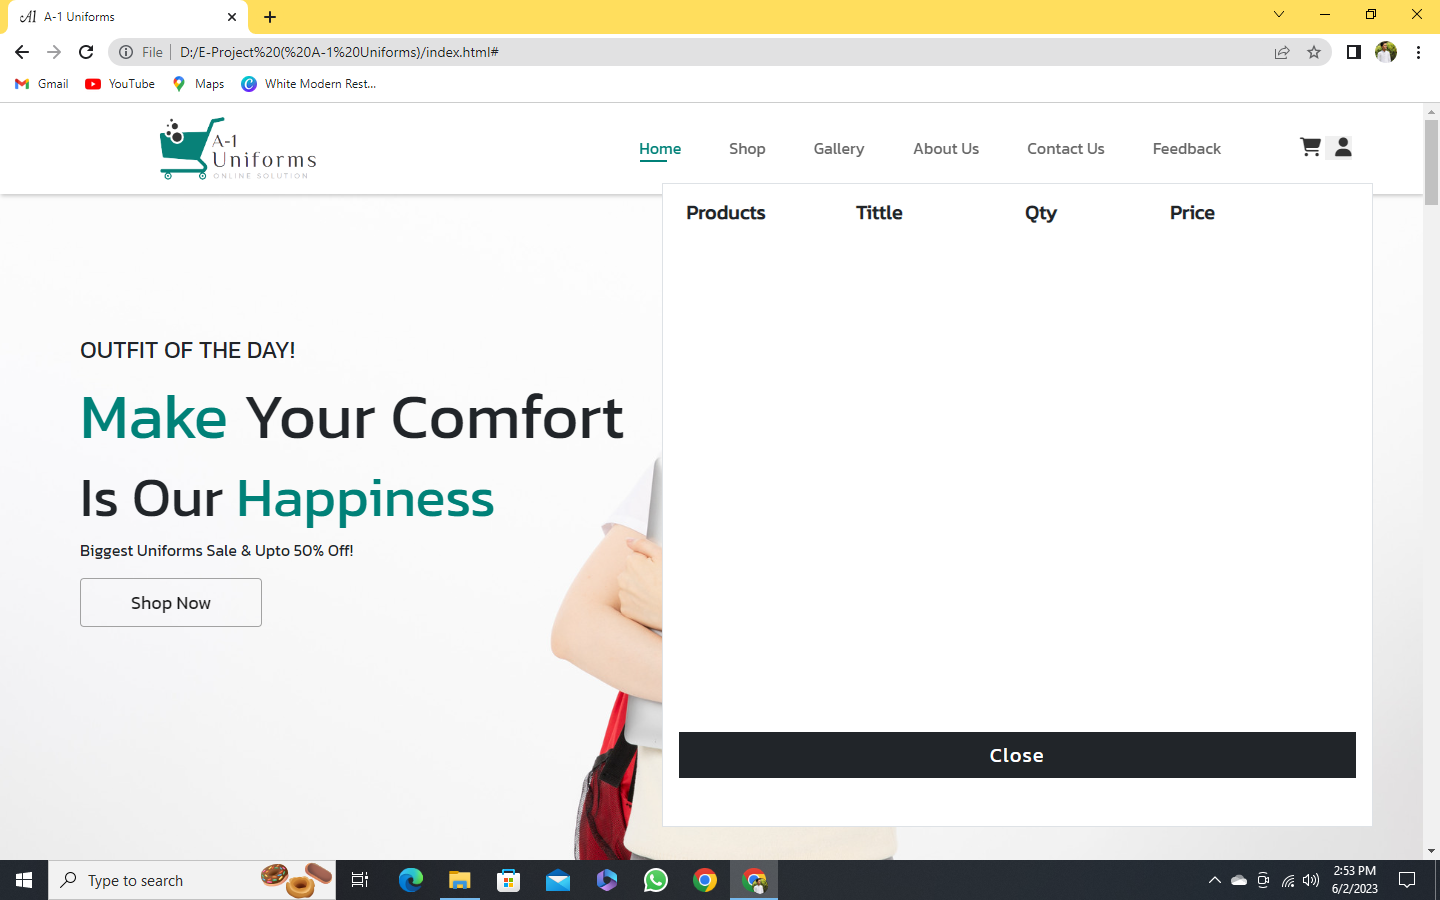 A-1 Uniforms
File D:/E-Project%20(%20A-1%20Uniforms)/index.html#
Gmail YouTube Maps White Modern Rest...
A-1
Uniforms
ONLINE SOLUTION
Home Shop Gallery About Us Contact Us Feedback
Products Tittle Qty Price
OUTFIT OF THE DAY!
Make Your Comfort
Is Our Happiness
Biggest Uniforms Sale & Upto 50% Off!
Shop Now
Close
Type to search
2:53 PM
6/2/2023